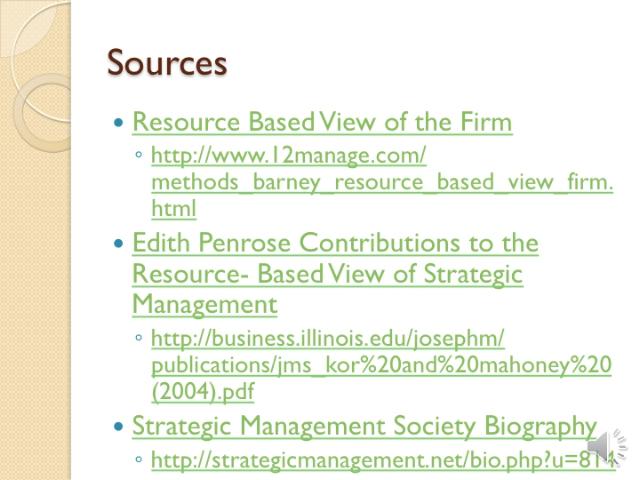 Sources
• Resource Based View of the Firm
◦ http://www.12manage.com/
methods_barney_resource_based_view_firm.
html
• Edith Penrose Contributions to the
Resource- Based View of Strategic
Management
◦ http://business.illinois.edu/josephm/
publications/jms_kor%20and%20mahoney%20
(2004).pdf
• Strategic Management Society Biography
◦ http://strategicmanagement.net/bio.php?u=814